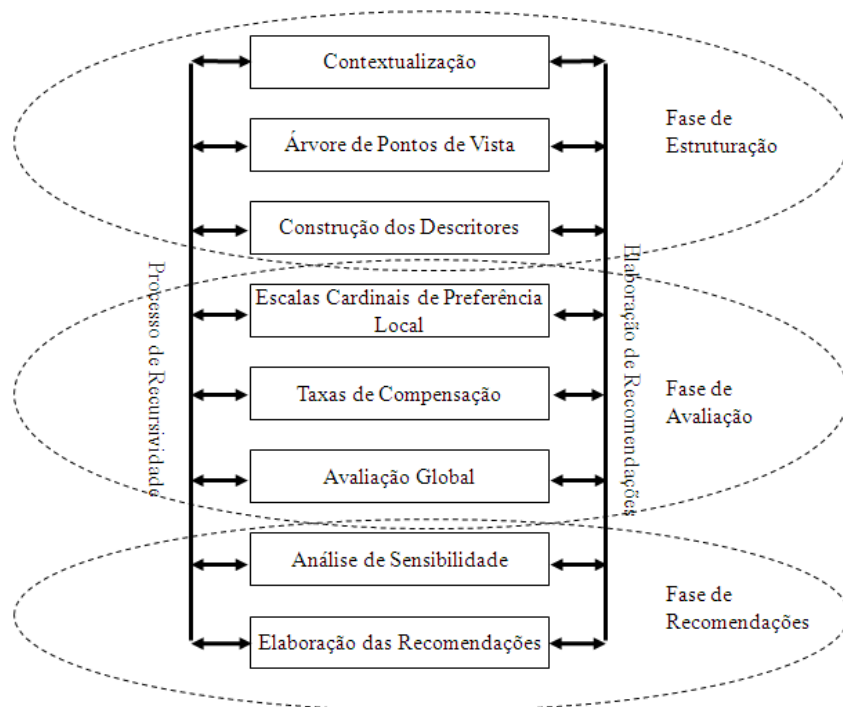 Contextualização
Árvore de Pontos de Vista
Construção dos Descritores
Fase de
Estruturação
Processo de Recursividade
Elaboração de Recomendações
Escalas Cardinais de Preferência
Local
Taxas de Compensação
Avaliação Global
Fase de
Avaliação
Análise de Sensibilidade
Elaboração das Recomendações
Fase de
Recomendações